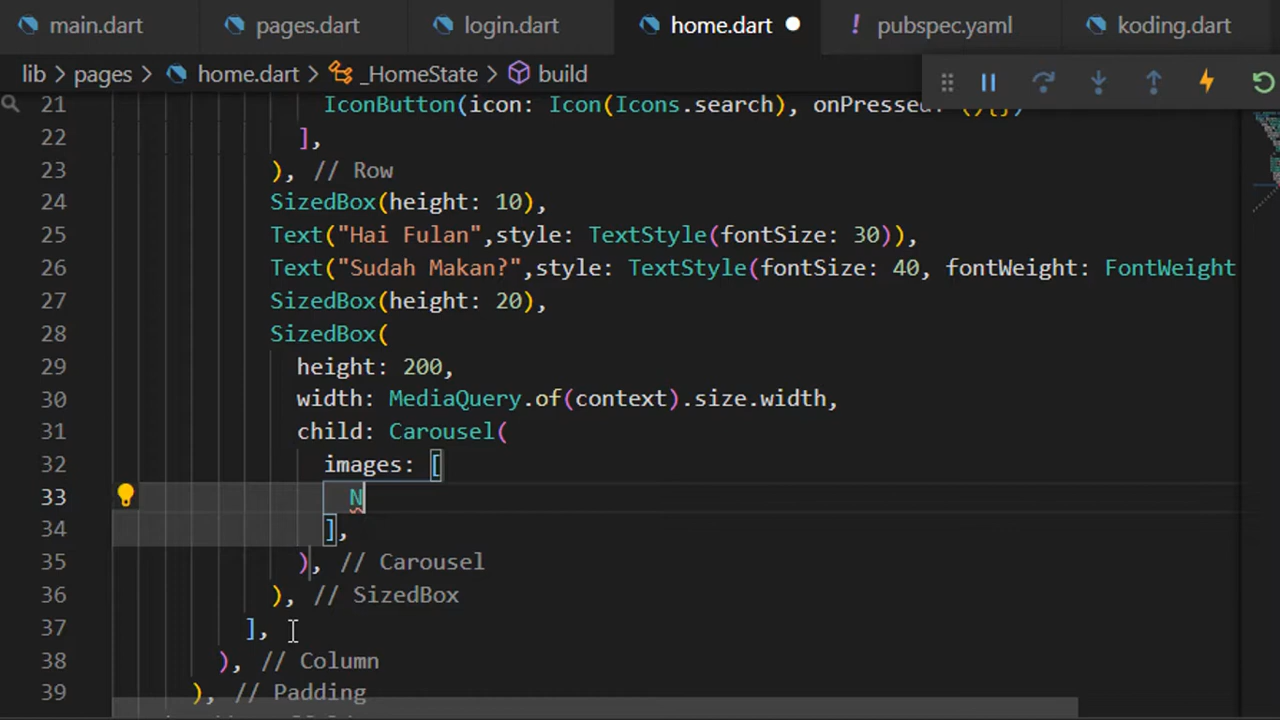 main.dart pages.dart login.dart home.dart pubspec.yaml koding.dart
lib > pages > home.dart > _HomeState > build
21 IconButton(icon: Icon(Icons.search), onPressed: (){})
22 ],
23 ), // Row
24 SizedBox(height: 10),
25 Text("Hai Fulan",style: TextStyle(fontSize: 30)),
26 Text("Sudah Makan?",style: TextStyle(fontSize: 40, fontWeight: FontWeight
27 SizedBox(height: 20),
28 SizedBox(
29 height: 200,
30 width: MediaQuery.of(context).size.width,
31 child: Carousel(
32 images: [
33 N
34 ],
35 ), // Carousel
36 ), // SizedBox
37 ],
38 ), // Column
39 ), // Padding